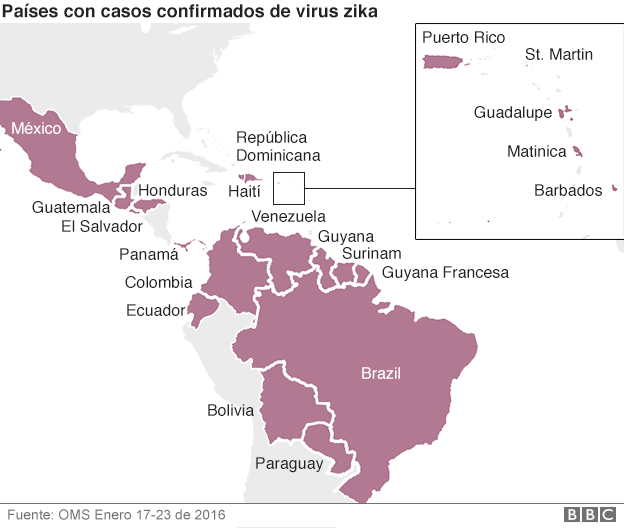 Países con casos confirmados de virus zika
Puerto Rico
St. Martin
Guadalupe
Matinica
Barbados
México
República
Dominicana
Haití
Honduras
Guatemala
El Salvador
Venezuela
Guyana
Surinam
Guyana Francesa
Panamá
Colombia
Ecuador
Brazil
Bolivia
Paraguay
Fuente: OMS Enero 17-23 de 2016
BBC